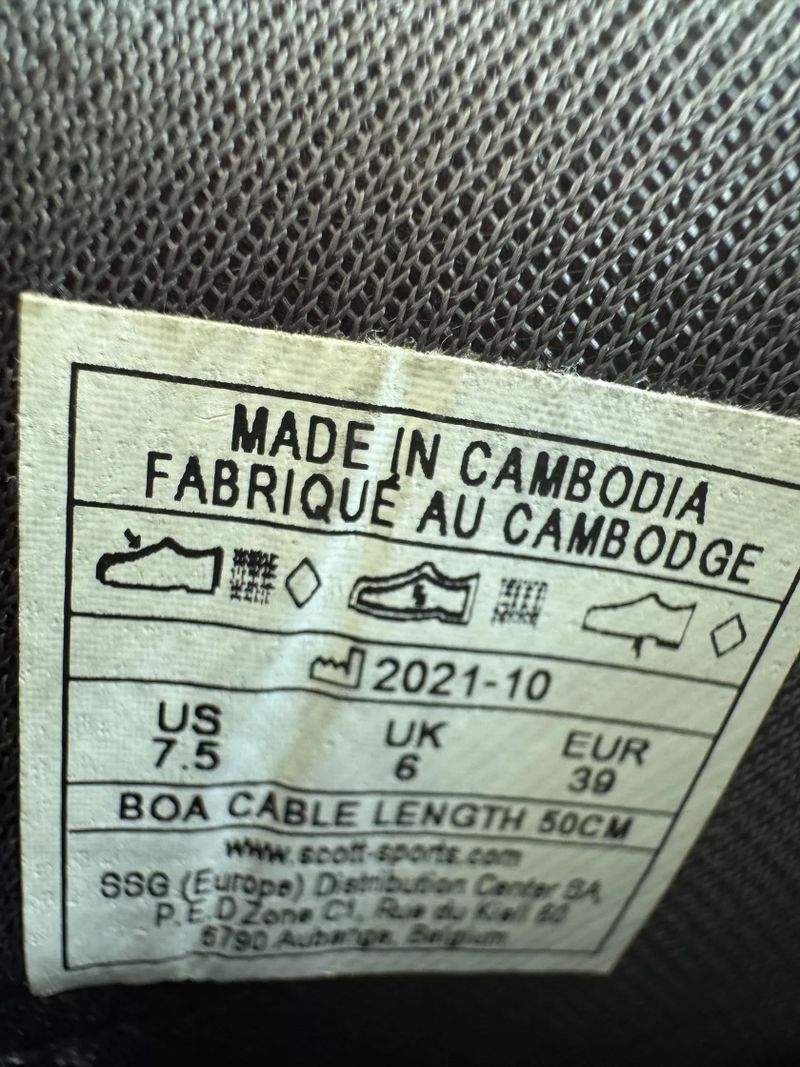 MADE IN CAMBODIA
FABRIQUÉ AU CAMBODGE
2021-10
US UK EUR
7.5 6 39
BOA CABLE LENGTH 50CM
www.scott-sports.com
SSG (Europe) Distribution Center SA,
P.E.D Zone C1, Rue du Kiell 60
6790 Aubange, Belgium